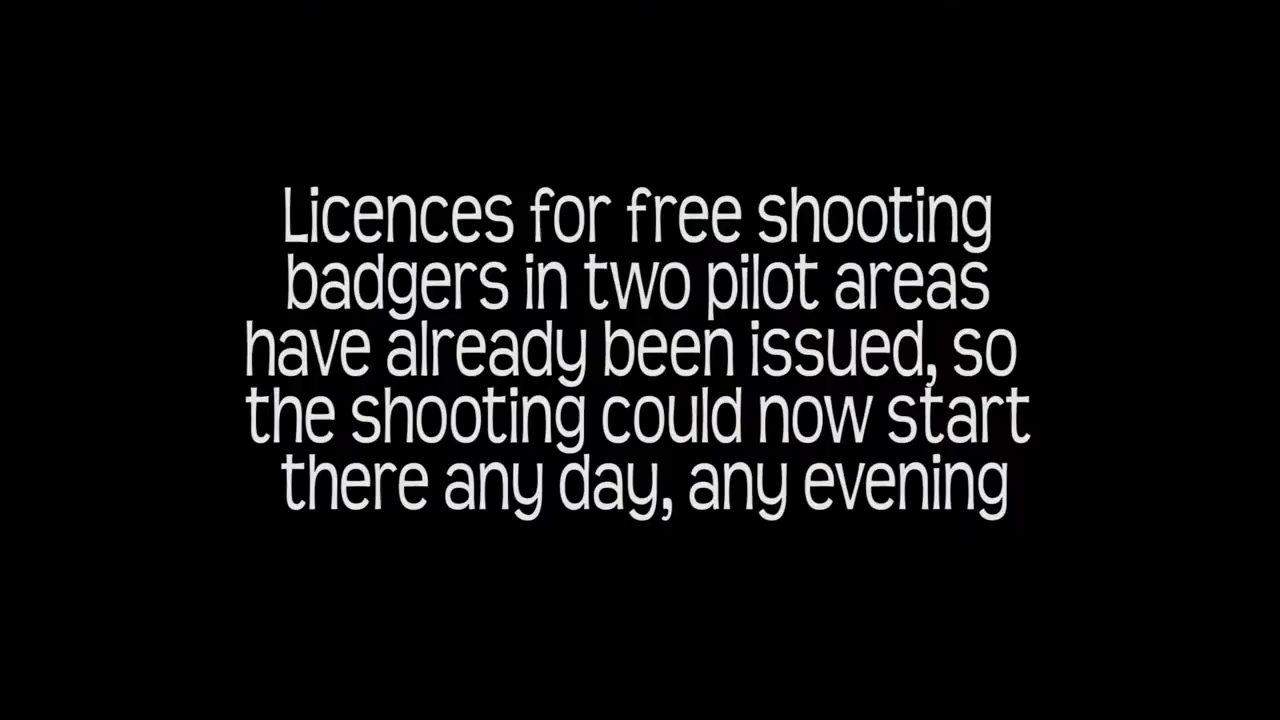 Licences for free shooting
badgers in two pilot areas
have already been issued, so
the shooting could now start
there any day, any evening